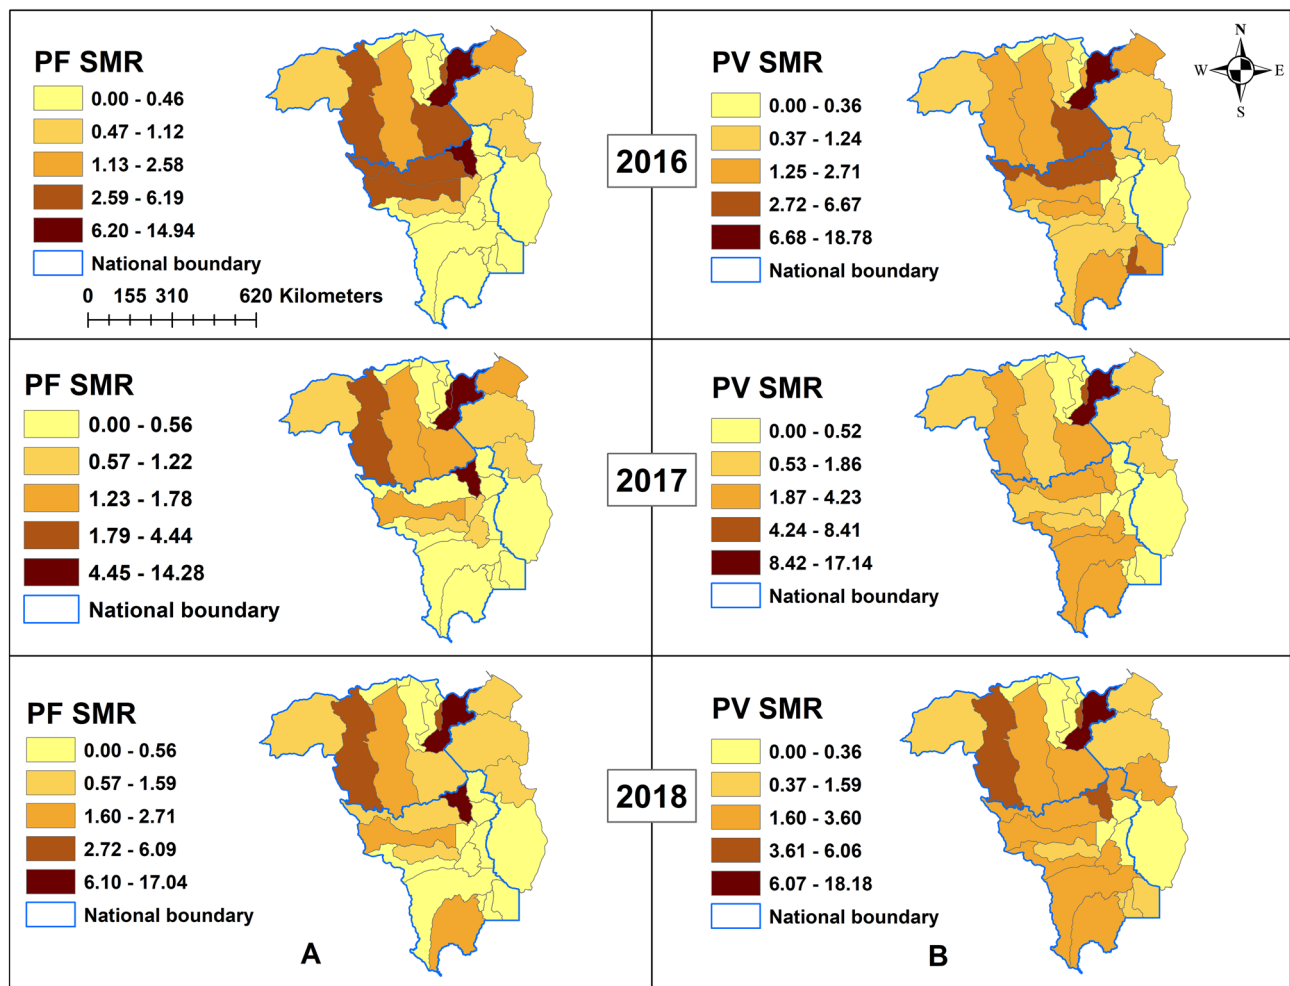 PF SMR
0.00 - 0.46
0.47 - 1.12
1.13 - 2.58
2.59 - 6.19
6.20 - 14.94
National boundary
0 155 310 620 Kilometers
2016
PV SMR
0.00 - 0.36
0.37 - 1.24
1.25 - 2.71
2.72 - 6.67
6.68 - 18.78
National boundary
N
W E
S
PF SMR
0.00 - 0.56
0.57 - 1.22
1.23 - 1.78
1.79 - 4.44
4.45 - 14.28
National boundary
2017
PV SMR
0.00 - 0.52
0.53 - 1.86
1.87 - 4.23
4.24 - 8.41
8.42 - 17.14
National boundary
PF SMR
0.00 - 0.56
0.57 - 1.59
1.60 - 2.71
2.72 - 6.09
6.10 - 17.04
National boundary
A
2018
PV SMR
0.00 - 0.36
0.37 - 1.59
1.60 - 3.60
3.61 - 6.06
6.07 - 18.18
National boundary
B